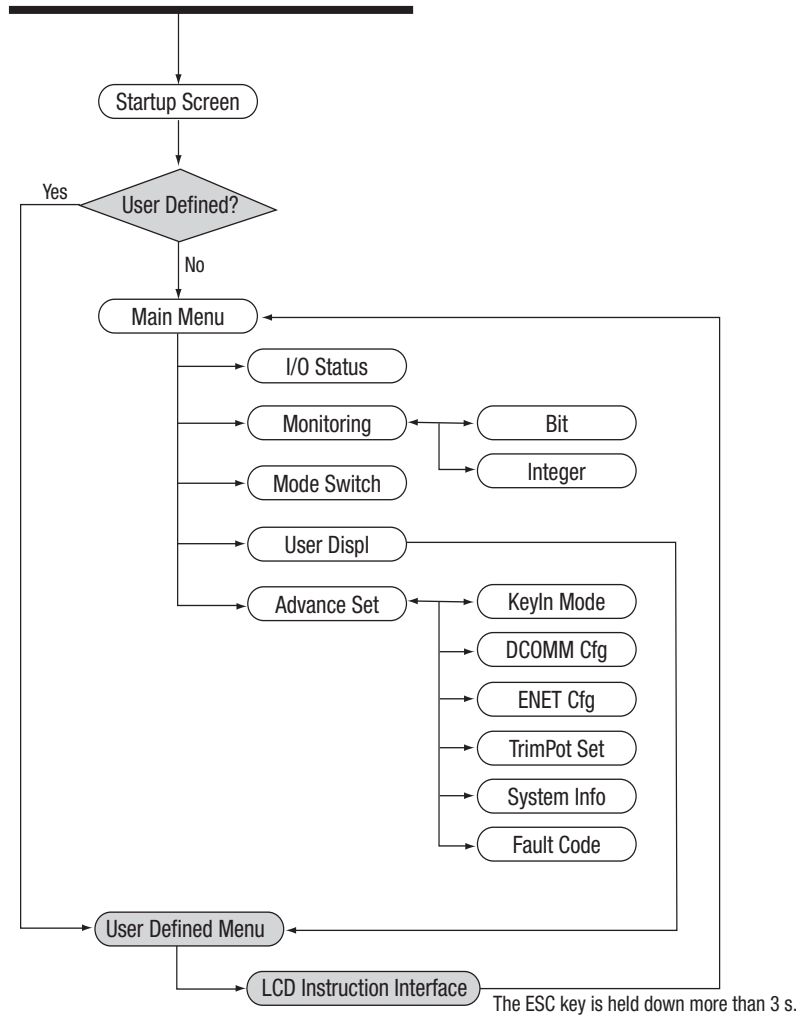 Startup Screen
Yes
User Defined?
No
Main Menu
I/O Status
Monitoring
Bit
Integer
Mode Switch
User Displ
Advance Set
KeyIn Mode
DCOMM Cfg
ENET Cfg
TrimPot Set
System Info
Fault Code
User Defined Menu
LCD Instruction Interface
The ESC key is held down more than 3 s.